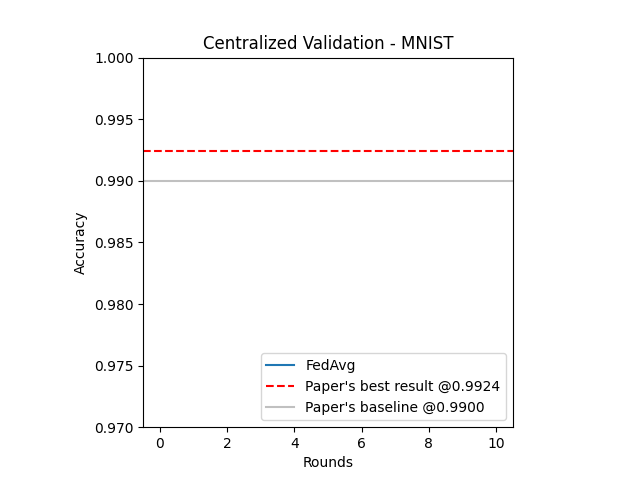 Centralized Validation - MNIST
1.000
0.995
0.990
0.985
0.980
0.975
0.970
Accuracy
FedAvg
Paper's best result @0.9924
Paper's baseline @0.9900
0 2 4 6 8 10
Rounds